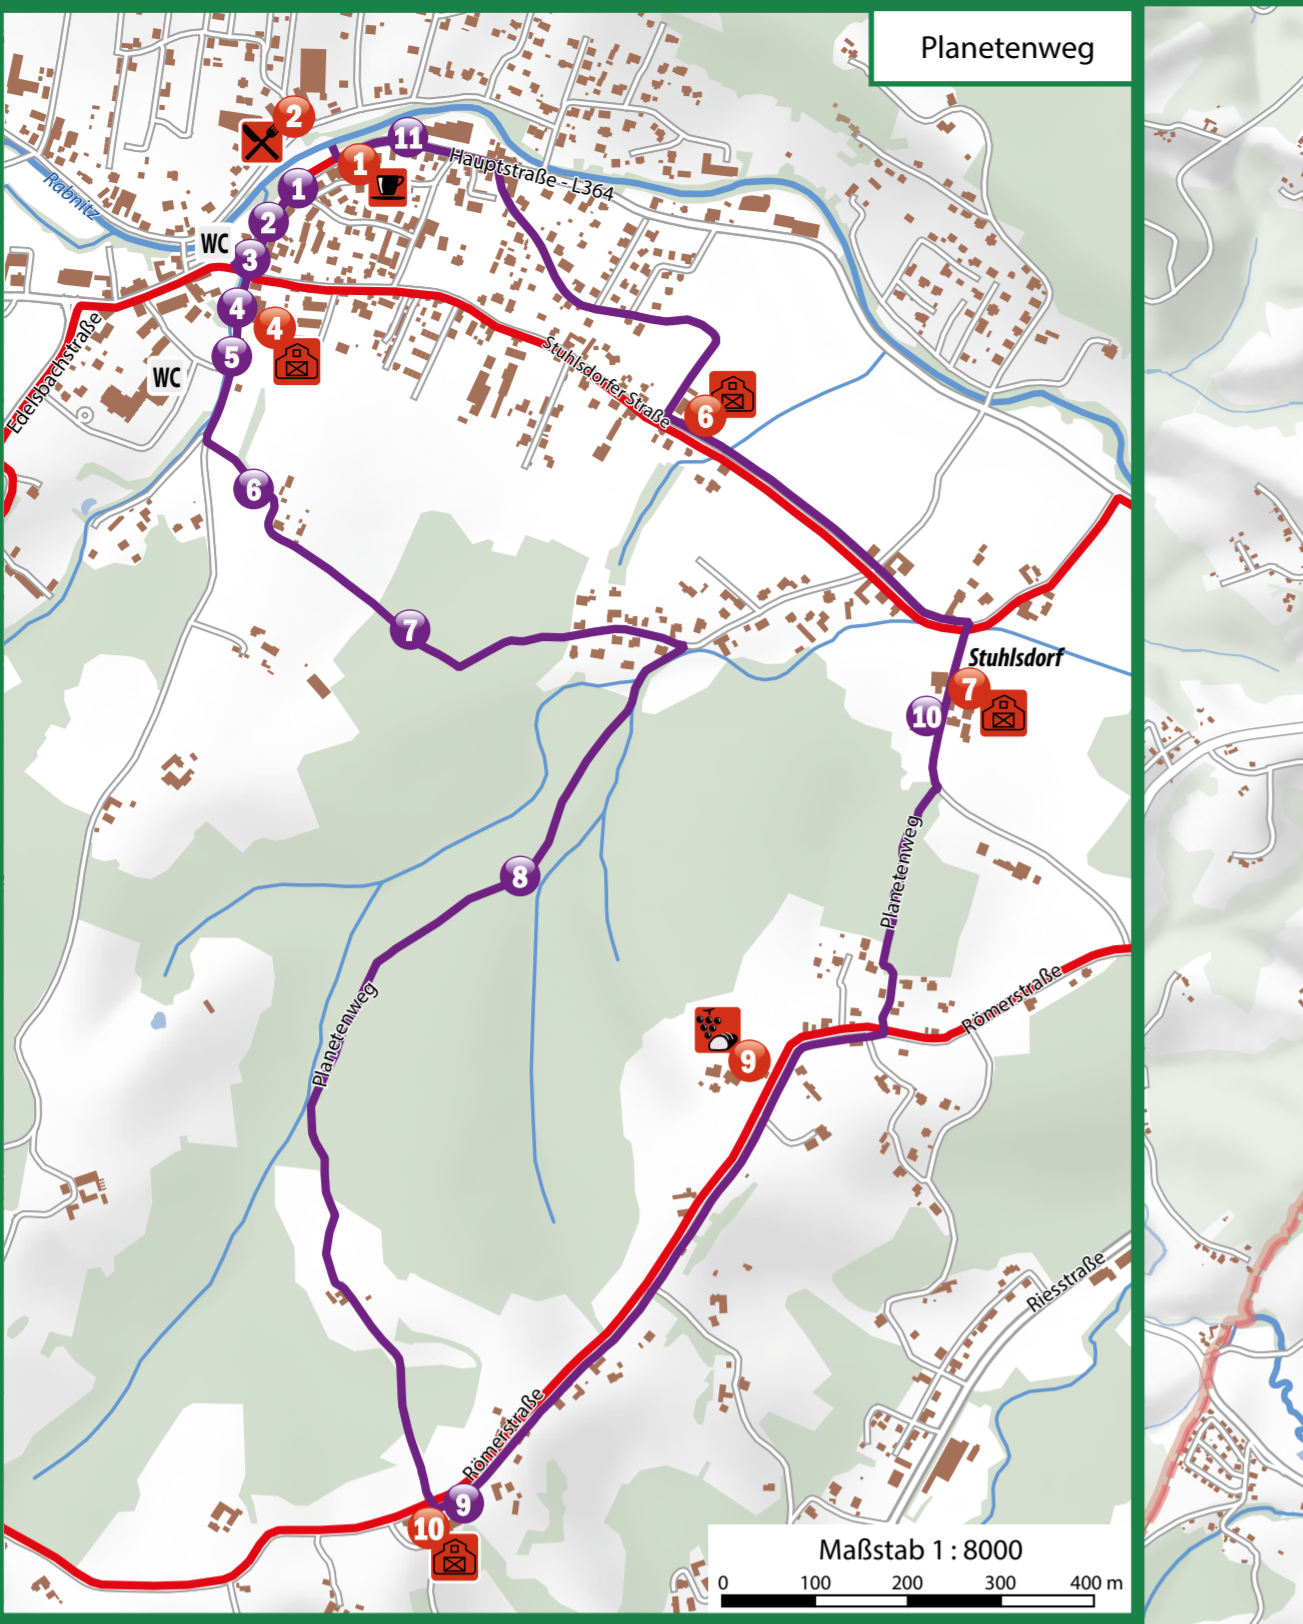 Planetenweg
2
11
1
Hauptstraße - L364
1
Rabnitz
2
WC
3
4
4
5
WC
Edelsbachstraße
Stuhlsdorfer Straße
6
6
7
Stuhlsdorf
7
10
8
Planetenweg
Planetenweg
Römerstraße
9
Riesstraße
Römerstraße
9
10
Maßstab 1 : 8000
0 100 200 300 400 m